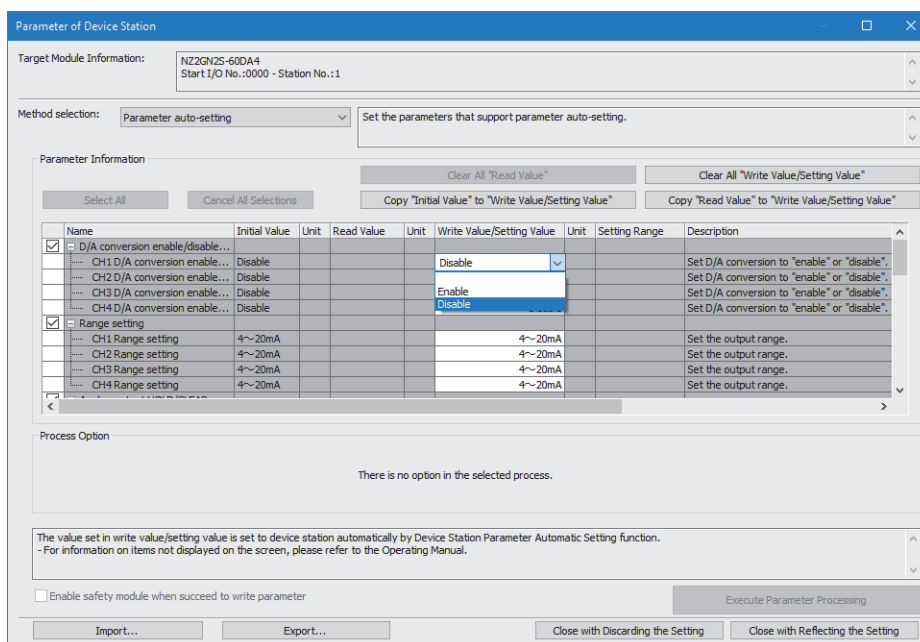 Parameter of Device Station
Target Module Information:
NZ2GN2S-60DA4
Start I/O No.:0000 - Station No.:1
Method selection:
Parameter auto-setting
Set the parameters that support parameter auto-setting.
Parameter Information
Clear All "Read Value"
Clear All "Write Value/Setting Value"
Select All
Cancel All Selections
Copy "Initial Value" to "Write Value/Setting Value"
Copy "Read Value" to "Write Value/Setting Value"
Name Initial Value Unit Read Value Unit Write Value/Setting Value Unit Setting Range Description
D/A conversion enable/disable...
CH1 D/A conversion enable... Disable Disable Set D/A conversion to "enable" or "disable".
CH2 D/A conversion enable... Disable Set D/A conversion to "enable" or "disable".
CH3 D/A conversion enable... Disable Enable Set D/A conversion to "enable" or "disable".
CH4 D/A conversion enable... Disable Disable Set D/A conversion to "enable" or "disable".
Range setting
CH1 Range setting 4~20mA 4~20mA Set the output range.
CH2 Range setting 4~20mA 4~20mA Set the output range.
CH3 Range setting 4~20mA 4~20mA Set the output range.
CH4 Range setting 4~20mA 4~20mA Set the output range.
Process Option
There is no option in the selected process.
The value set in write value/setting value is set to device station automatically by Device Station Parameter Automatic Setting function.
- For information on items not displayed on the screen, please refer to the Operating Manual.
Enable safety module when succeed to write parameter
Execute Parameter Processing
Import...
Export...
Close with Discarding the Setting
Close with Reflecting the Setting